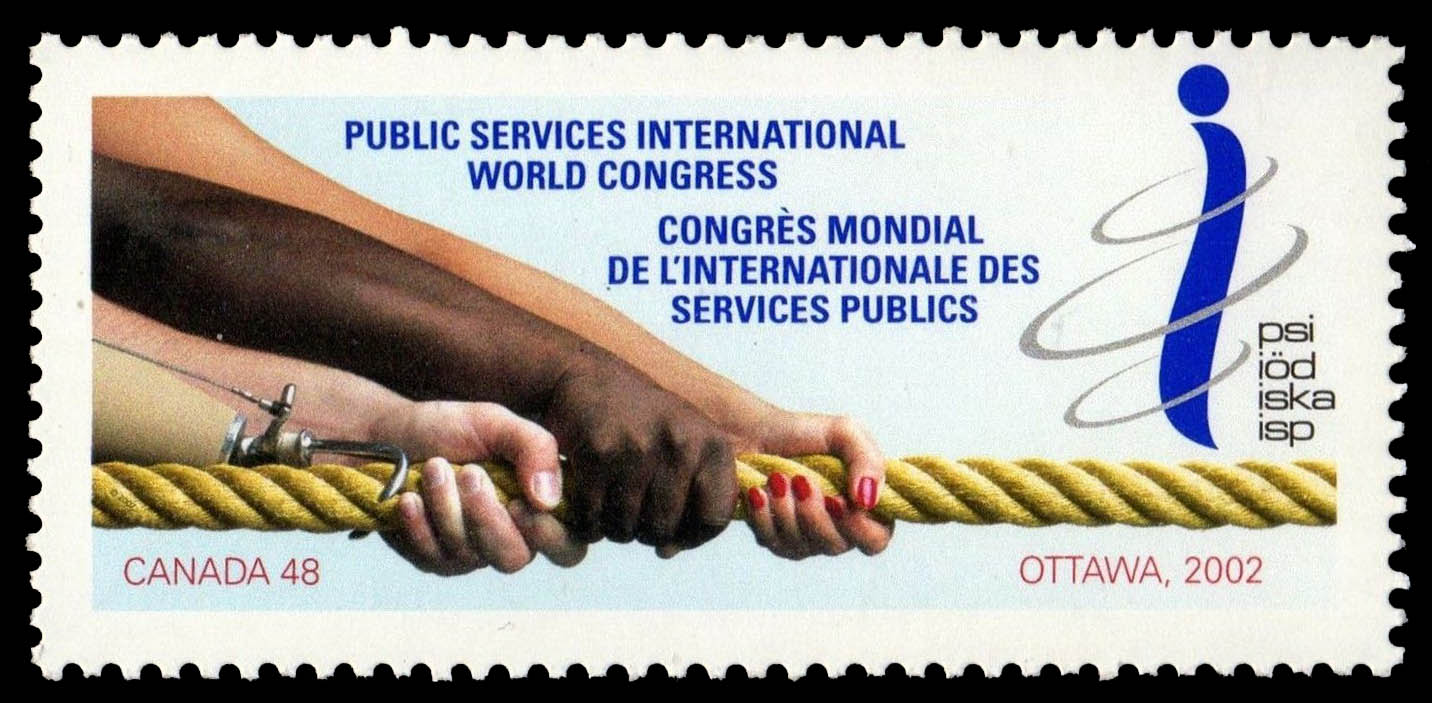 PUBLIC SERVICES INTERNATIONAL
WORLD CONGRESS
CONGRÈS MONDIAL
DE L'INTERNATIONALE DES
SERVICES PUBLICS
psi
iöd
iska
isp
CANADA 48
OTTAWA, 2002